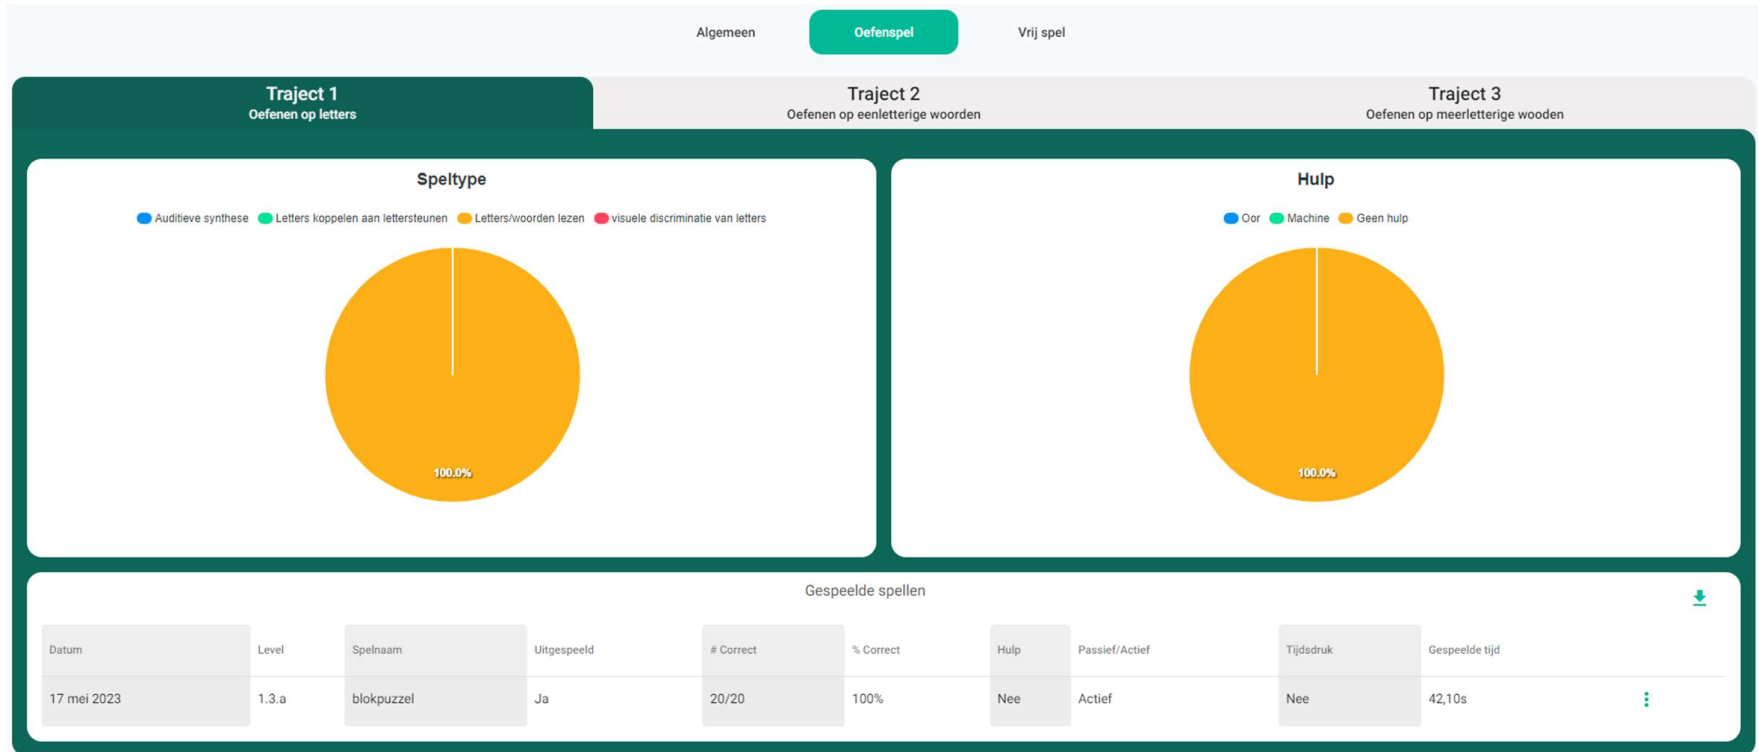 Algemeen Oefenspel Vrij spel
Traject 1 Traject 2 Traject 3
Oefenen op letters Oefenen op eenletterige woorden Oefenen op meerletterige wooden
Speltype
Auditieve synthese Letters koppelen aan lettersteunen Letters/woorden lezen visuele discriminatie van letters
100.0%
Hulp
Oor Machine Geen hulp
100.0%
Gespeelde spellen
Datum Level Spelnaam Uitgespeeld # Correct % Correct Hulp Passief/Actief Tijdsdruk Gespeelde tijd
17 mei 2023 1.3.a blokpuzzel Ja 20/20 100% Nee Actief Nee 42,10s